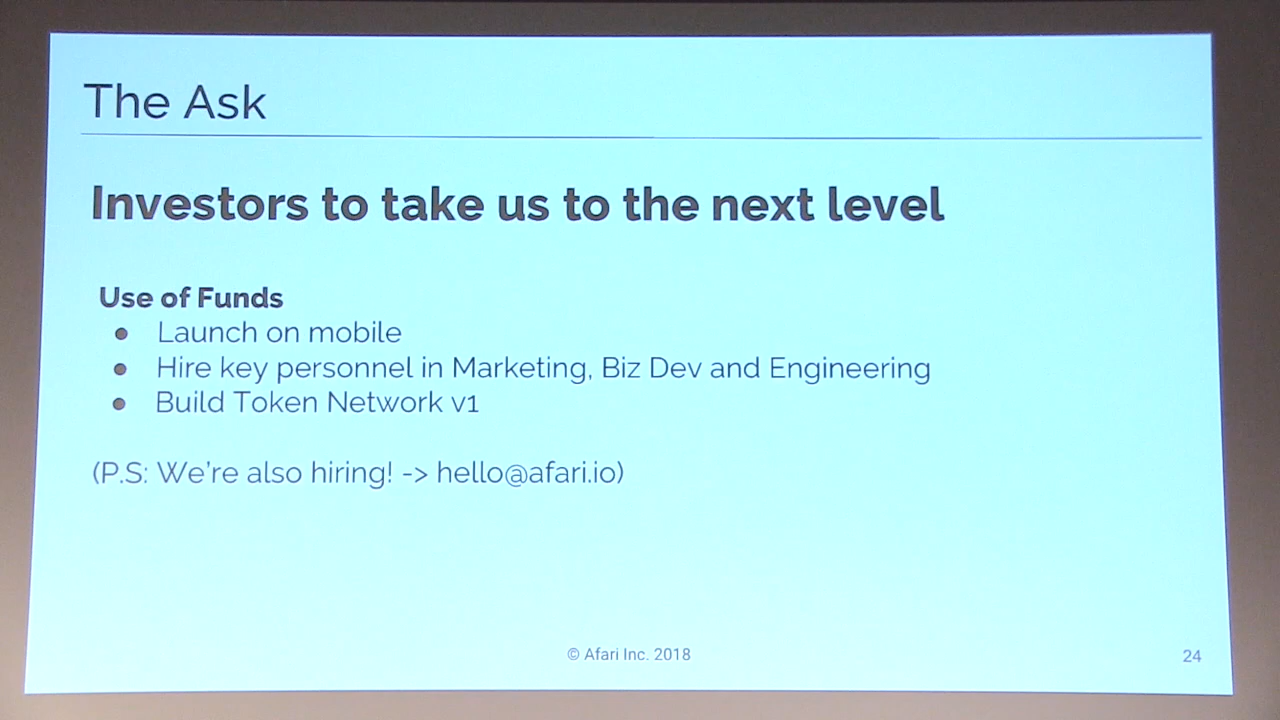 The Ask
Investors to take us to the next level
Use of Funds
● Launch on mobile
● Hire key personnel in Marketing, Biz Dev and Engineering
● Build Token Network v1
(P.S: We're also hiring! -> hello@afari.io)
© Afari Inc. 2018
24